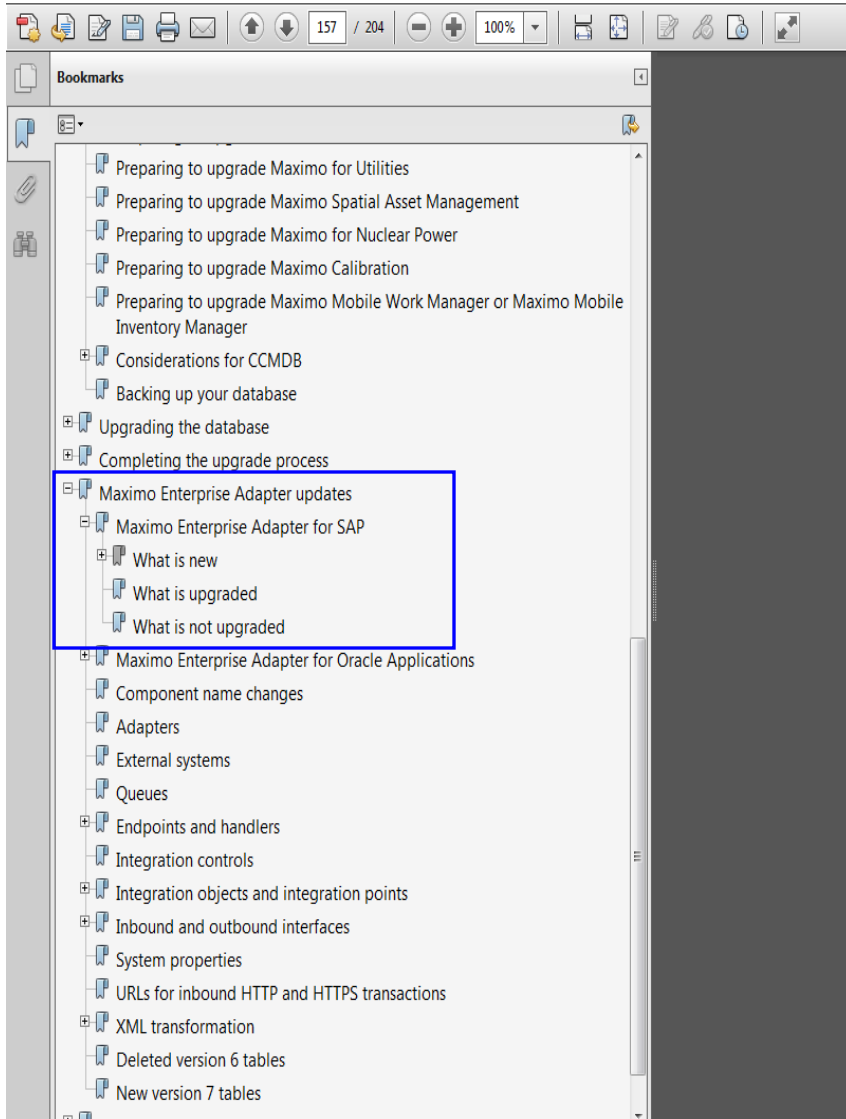 157 / 204 100%
Bookmarks
Preparing to upgrade Maximo for Utilities
Preparing to upgrade Maximo Spatial Asset Management
Preparing to upgrade Maximo for Nuclear Power
Preparing to upgrade Maximo Calibration
Preparing to upgrade Maximo Mobile Work Manager or Maximo Mobile
Inventory Manager
Considerations for CCMDB
Backing up your database
Upgrading the database
Completing the upgrade process
Maximo Enterprise Adapter updates
Maximo Enterprise Adapter for SAP
What is new
What is upgraded
What is not upgraded
Maximo Enterprise Adapter for Oracle Applications
Component name changes
Adapters
External systems
Queues
Endpoints and handlers
Integration controls
Integration objects and integration points
Inbound and outbound interfaces
System properties
URLs for inbound HTTP and HTTPS transactions
XML transformation
Deleted version 6 tables
New version 7 tables